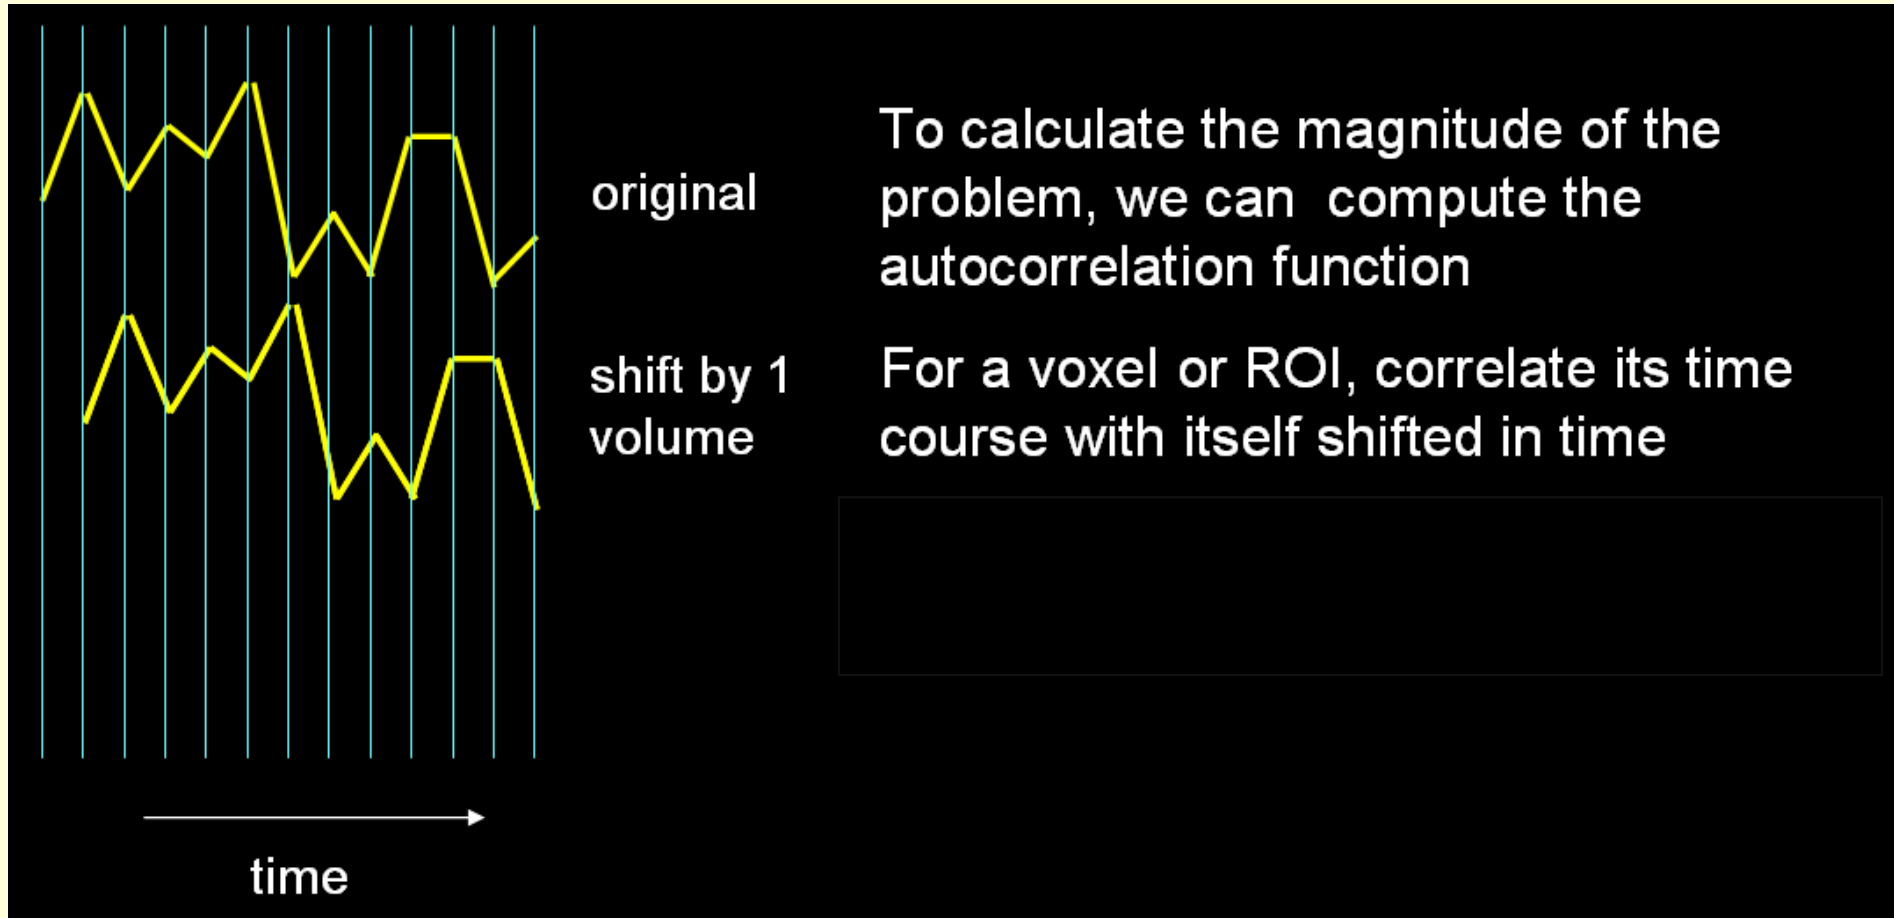 original
shift by 1
volume
time
To calculate the magnitude of the
problem, we can  compute the
autocorrelation function
For a voxel or ROI, correlate its time
course with itself shifted in time